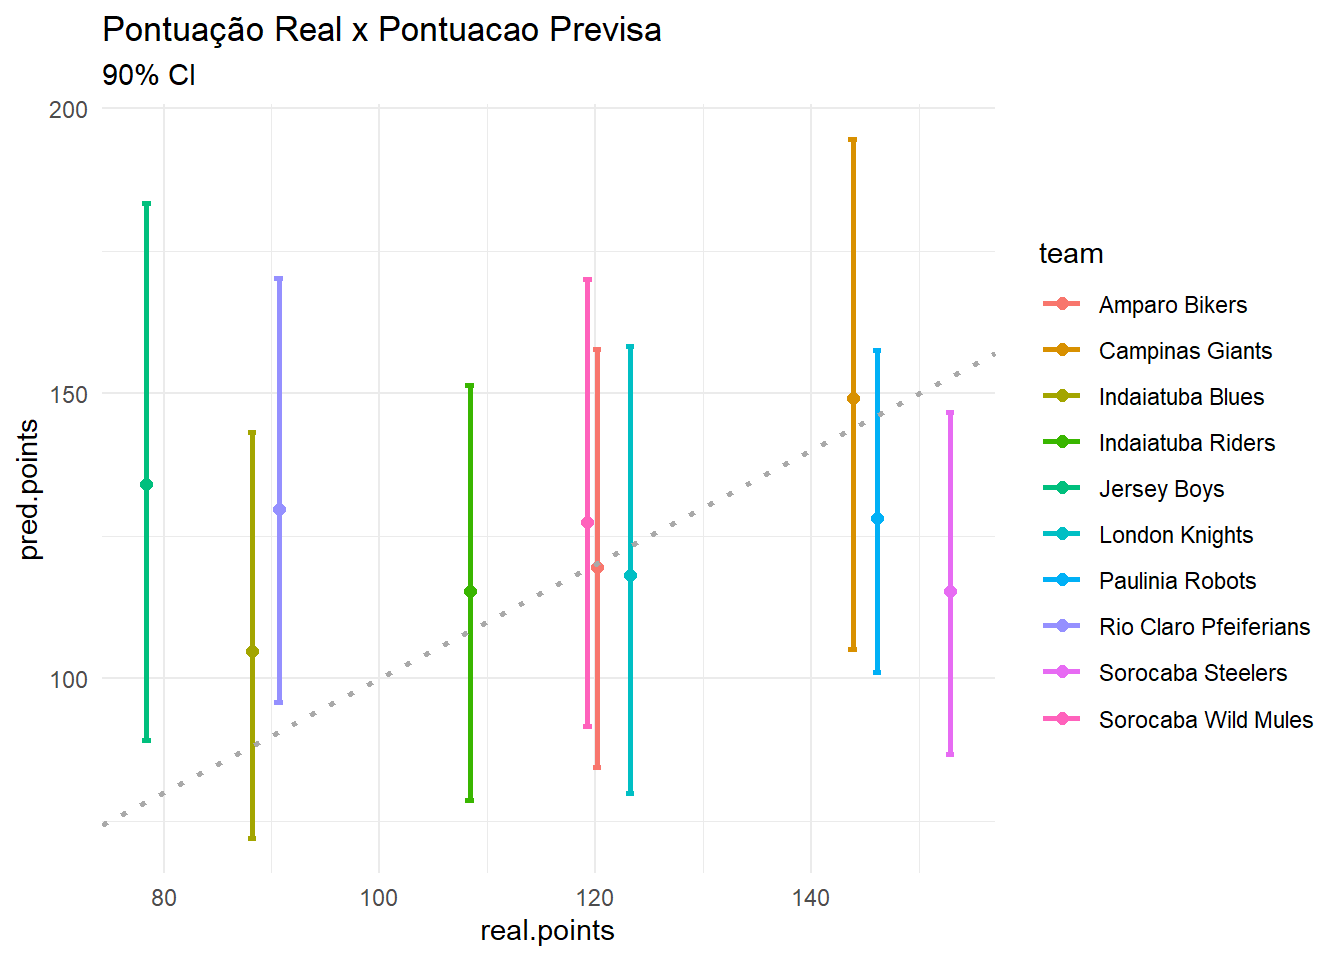 Pontuação Real x Pontuacao Previsa
90% CI
200
150
100
pred.points
80
100
120
140
real.points
team
Amparo Bikers
Campinas Giants
Indaiatuba Blues
Indaiatuba Riders
Jersey Boys
London Knights
Paulinia Robots
Rio Claro Pfeiferians
Sorocaba Steelers
Sorocaba Wild Mules